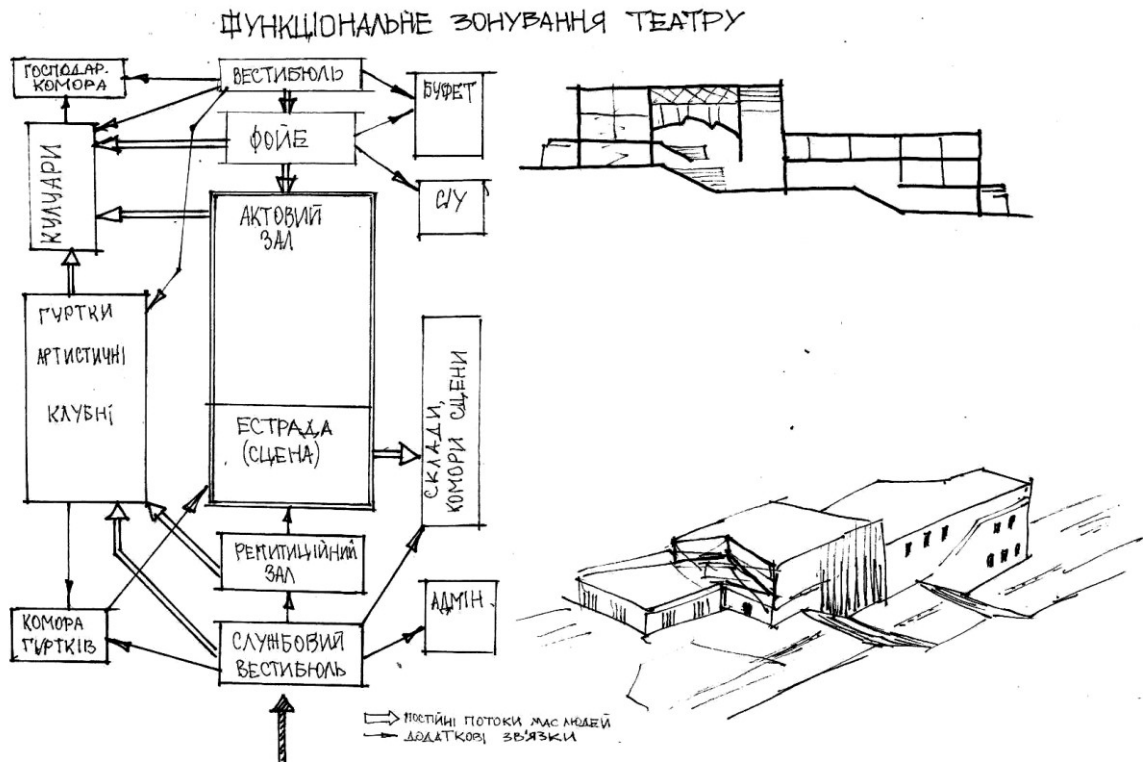 ФУНКЦІОНАЛЬНЕ ЗОНУВАННЯ ТЕАТРУ
ГОСПОДАР.
КОМОРА
ВЕСТИБЮЛЬ
БУФЕТ
ФОЙЕ
КУЛУАРИ
С/У
АКТОВИЙ
ЗАЛ
ГУРТКИ
АРТИСТИЧНІ
КЛУБНІ
ЕСТРАДА
(СЦЕНА)
СКЛАДИ,
КОМОРИ СЦЕНИ
РЕПИТИЦІЙНИЙ
ЗАЛ
АДМІН.
КОМОРА
ГУРТКІВ
СЛУЖБОВИЙ
ВЕСТИБЮЛЬ
ПОСТІЙНІ ПОТОКИ МАС ЛЮДЕЙ
ДОДАТКОВІ ЗВ'ЯЗКИ